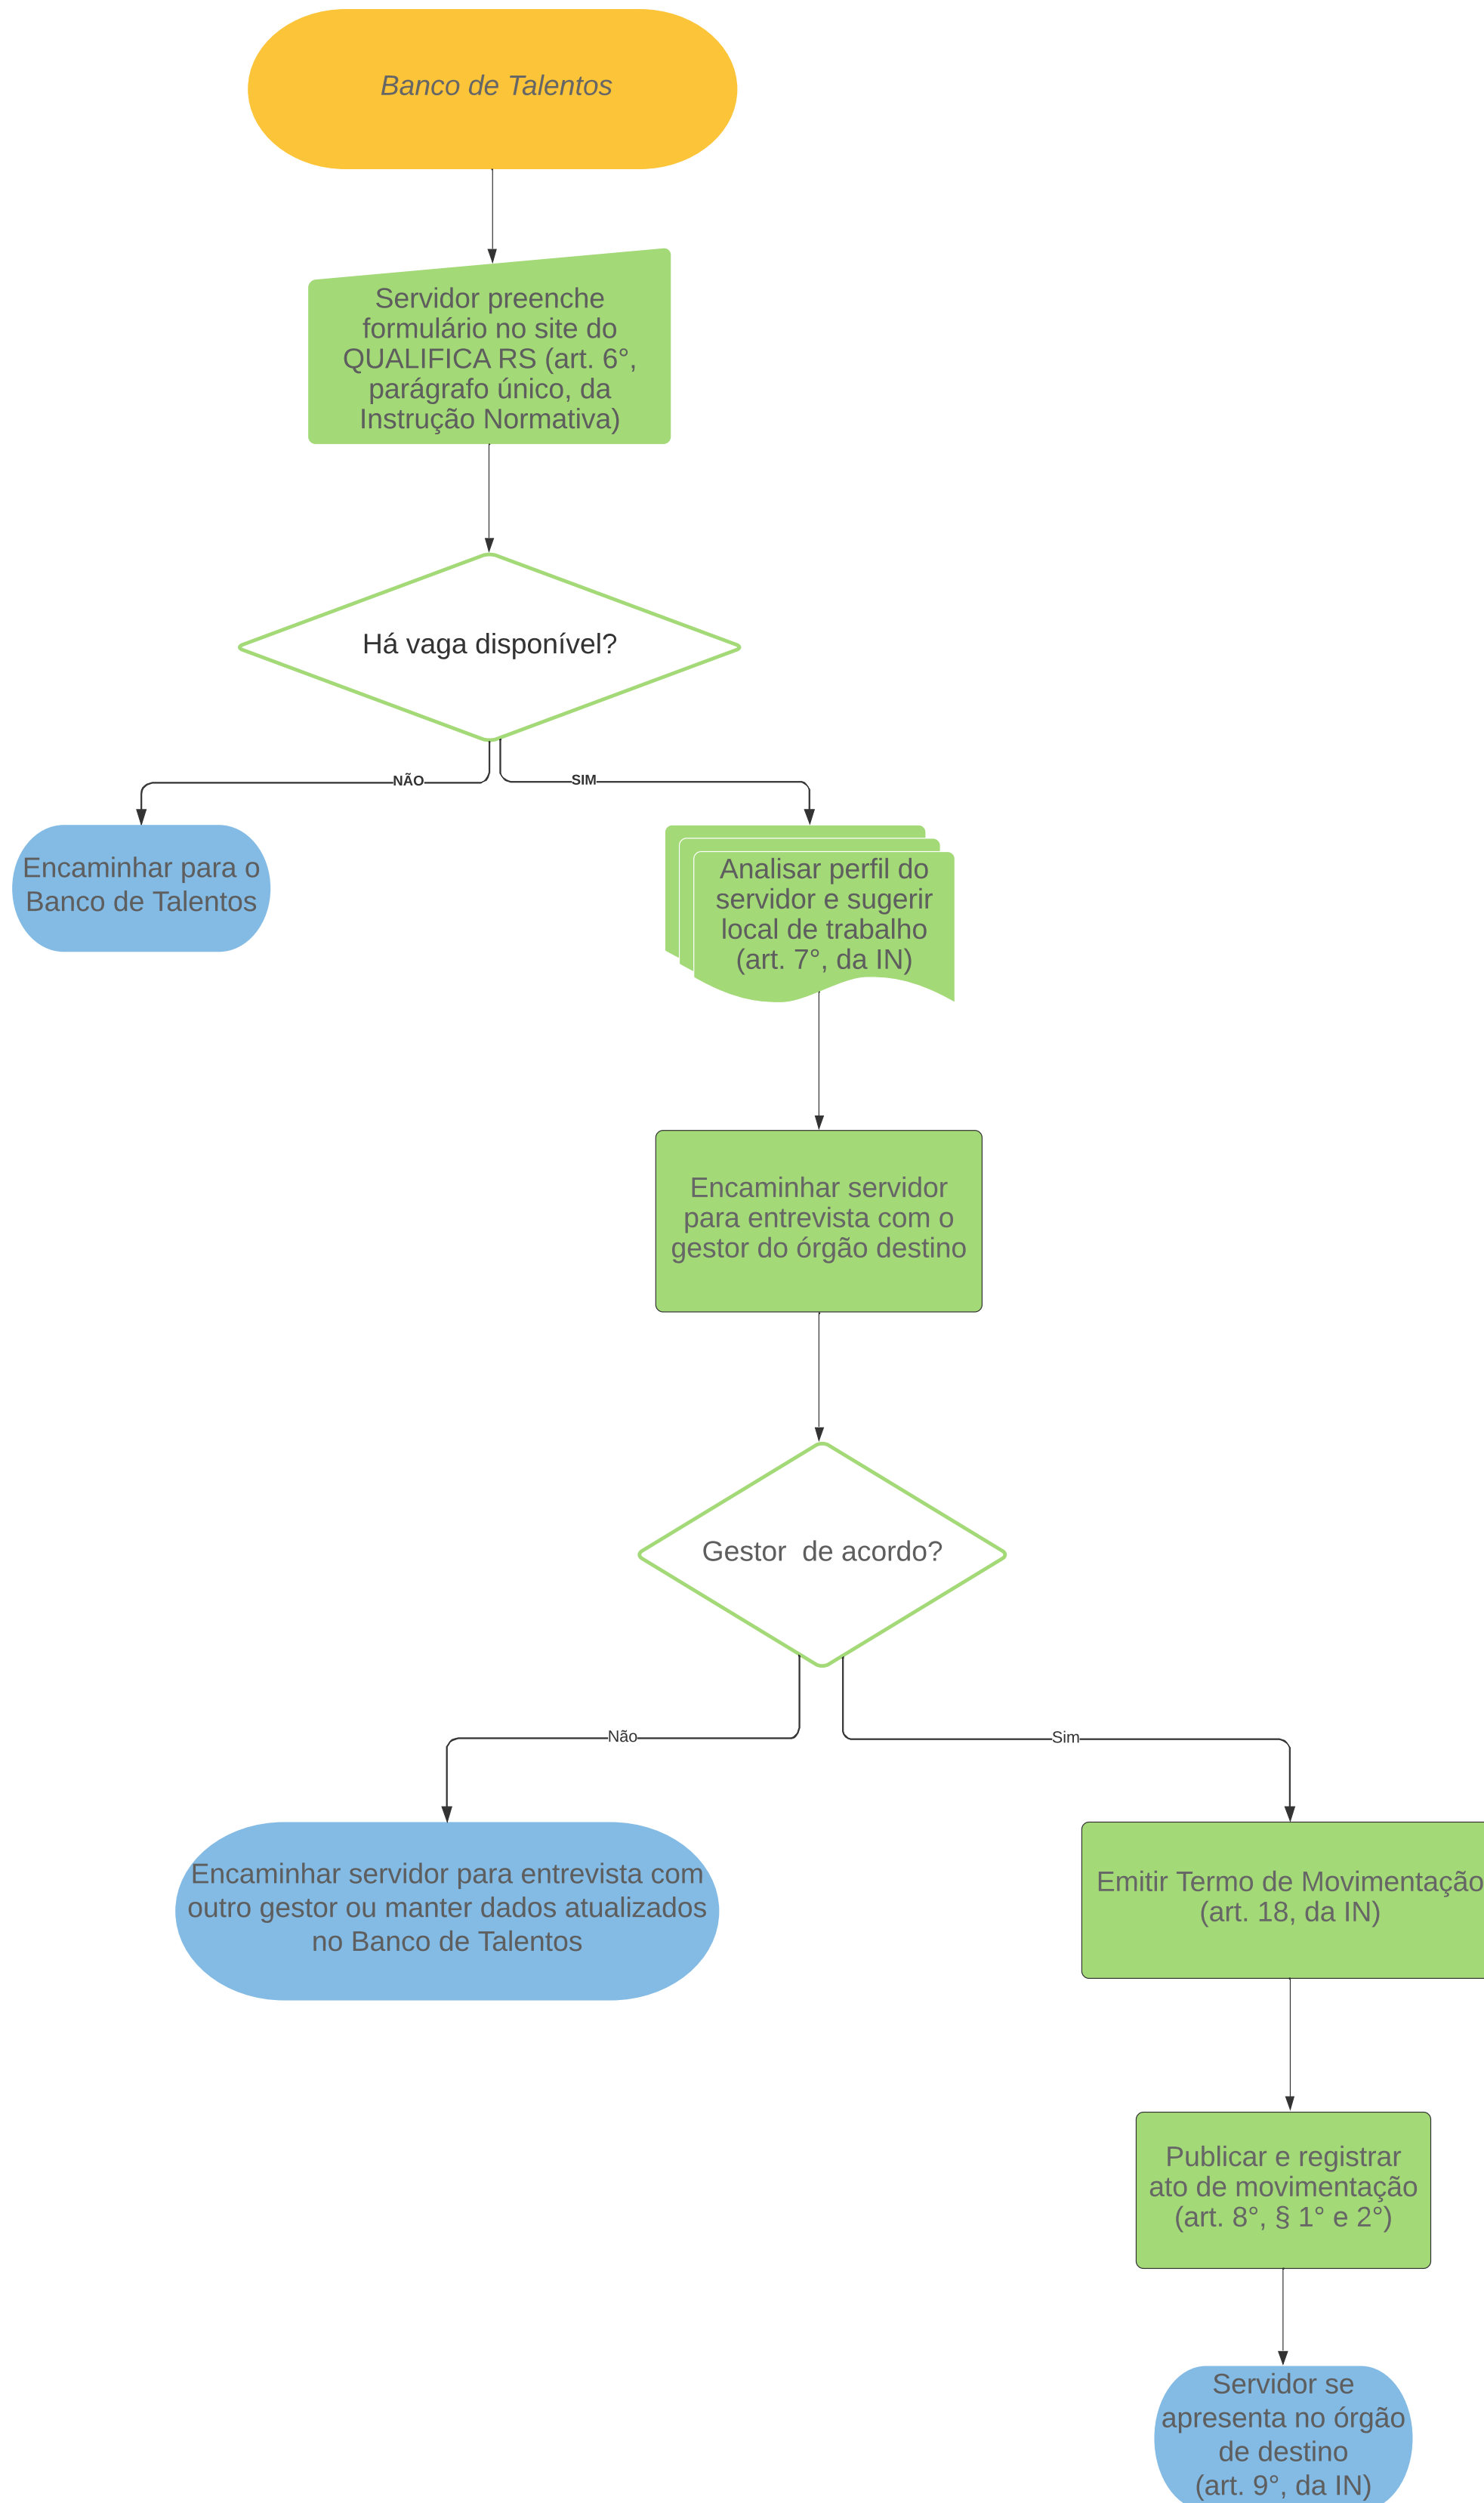 Banco de Talentos
Servidor preenche
formulário no site do
QUALIFICA RS (art. 6°,
parágrafo único, da
Instrução Normativa)
Há vaga disponível?
NÃO
SIM
Encaminhar para o
Banco de Talentos
Analisar perfil do
servidor e sugerir
local de trabalho
(art. 7°, da IN)
Encaminhar servidor
para entrevista com o
gestor do órgão destino
Gestor  de acordo?
Não
Sim
Encaminhar servidor para entrevista com
outro gestor ou manter dados atualizados
no Banco de Talentos
Emitir Termo de Movimentação
(art. 18, da IN)
Publicar e registrar
ato de movimentação
(art. 8°, § 1° e 2°)
Servidor se
apresenta no órgão
de destino
(art. 9°, da IN)